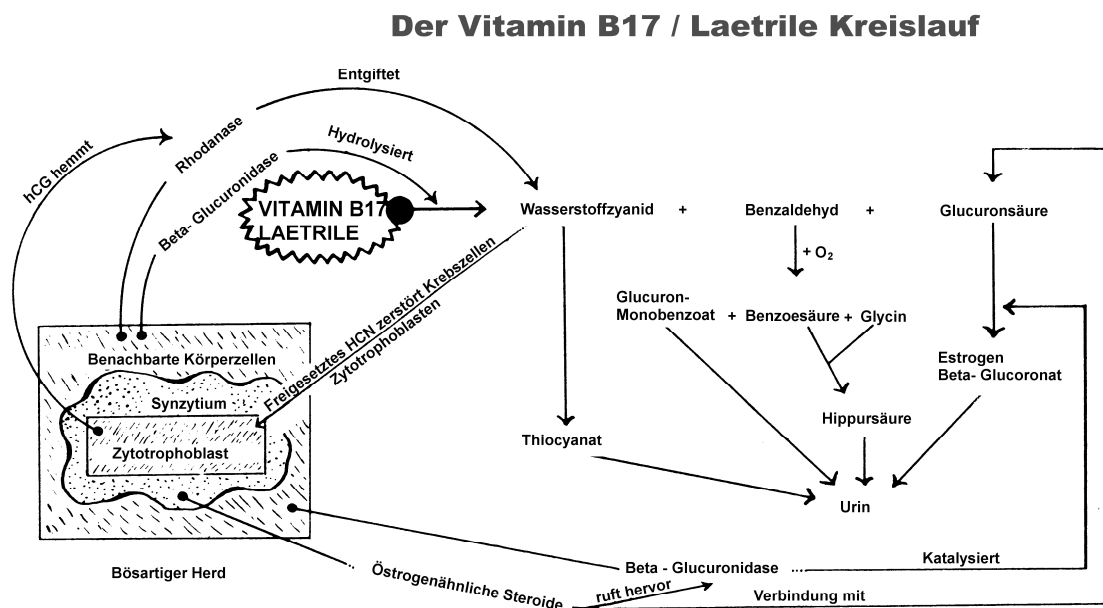 Der Vitamin B17 / Laetrile Kreislauf
Entgiftet
hCG hemmt
Rhodanase
Beta- Glucuronidase
Hydrolysiert
VITAMIN B17
LAETRILE
Wasserstoffzyanid + Benzaldehyd + Glucuronsäure
+ O2
Freigesetztes HCN zerstört Krebszellen
Zytotrophoblasten
Glucuron-
Monobenzoat + Benzoesäure + Glycin
Benachbarte Körperzellen
Synzytium
Zytotrophoblast
Estrogen
Beta- Glucoronat
Hippursäure
Thiocyanat
Urin
Bösartiger Herd
Östrogenähnliche Steroide
ruft hervor
Beta - Glucuronidase ...
Katalysiert
Verbindung mit